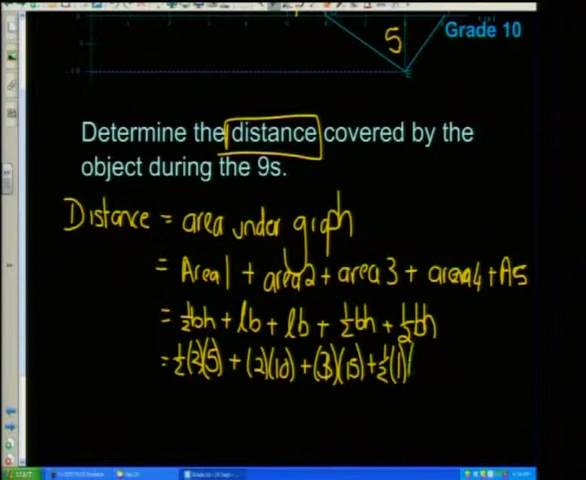 5
Grade 10
Determine the distance covered by the
object during the 9s.
Distance = area under graph
= Area 1 + area 2 + area 3 + area 4 + A5
= ½bh + lb + lb + ½bh + ½bh
= ½(2)(5) + (2)(10) + (3)(15) + ½(1)(
START